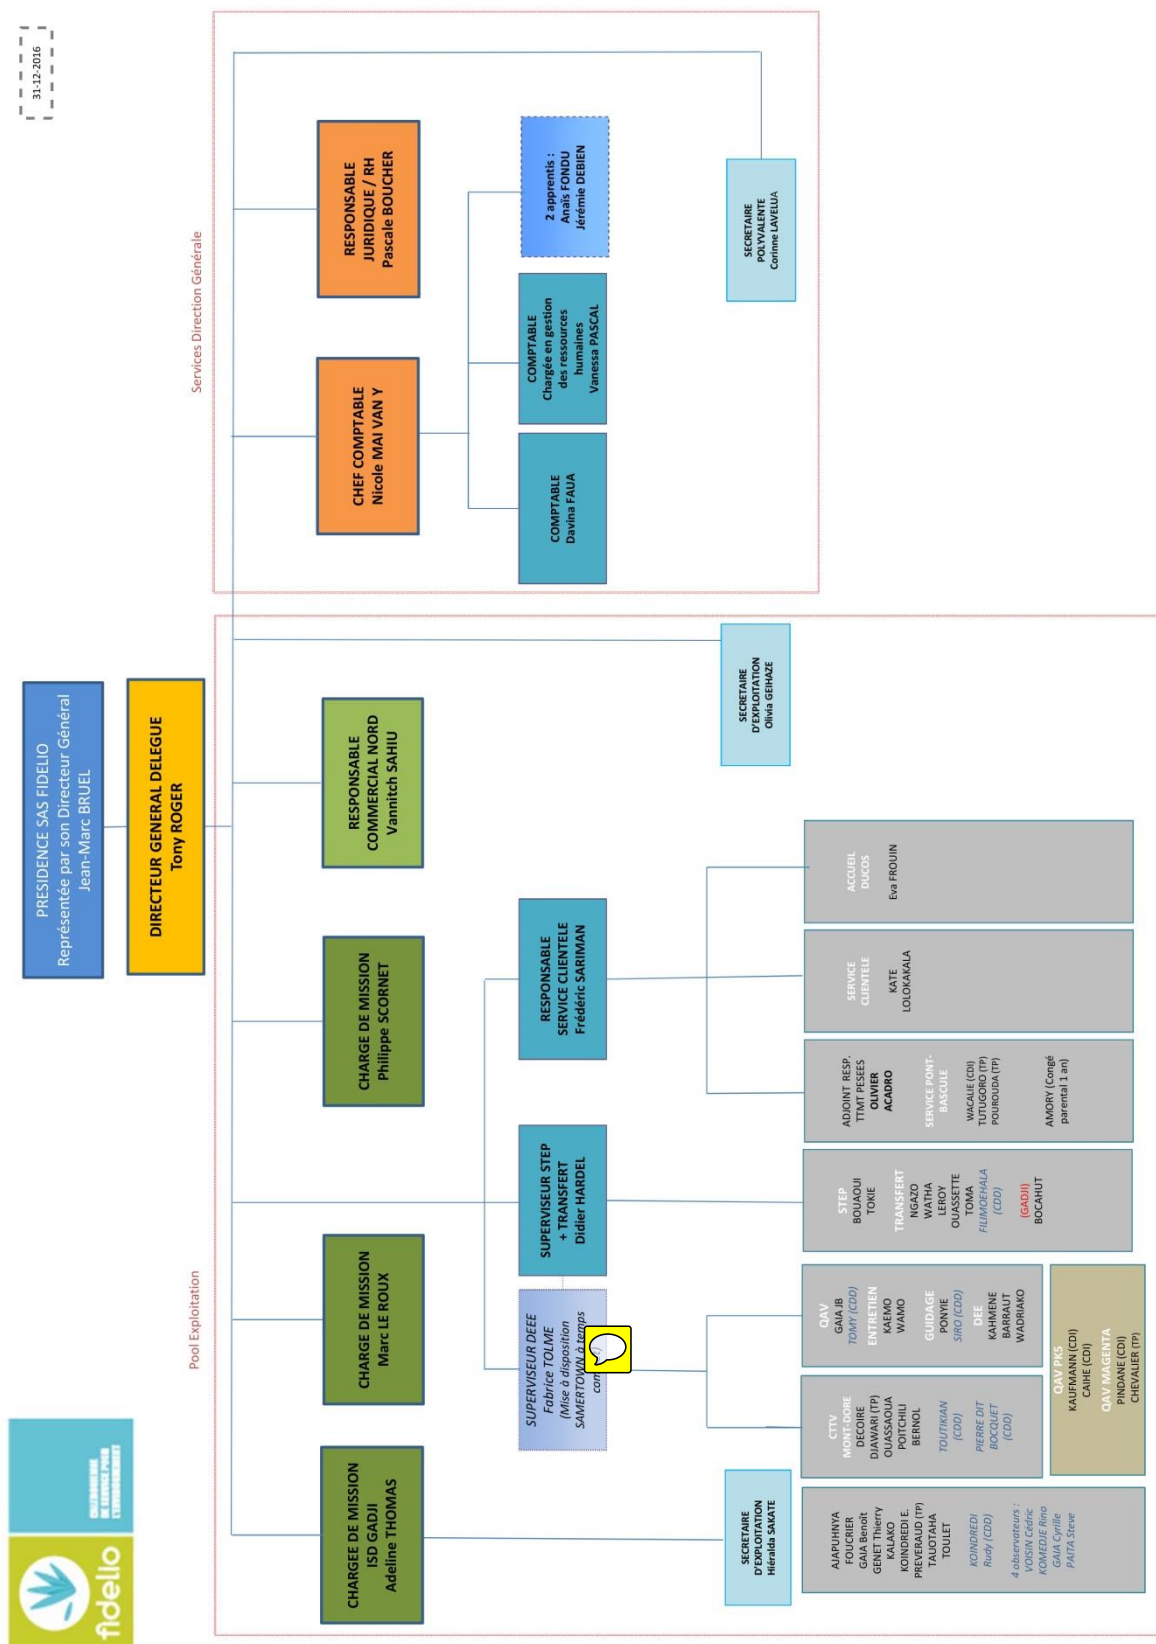 31-12-2016
fidelio
CALEDONIENNE
DE SERVICE POUR
L'ENVIRONNEMENT
PRESIDENCE SAS FIDELIO
Représentée par son Directeur Général
Jean-Marc BRUEL
DIRECTEUR GENERAL DELEGUE
Tony ROGER
Pool Exploitation
Services Direction Générale
CHARGEE DE MISSION
ISD GADJI
Adeline THOMAS
CHARGE DE MISSION
Marc LE ROUX
CHARGE DE MISSION
Philippe SCORNET
RESPONSABLE
COMMERCIAL NORD
Vannitch SAHIU
CHEF COMPTABLE
Nicole MAI VAN Y
RESPONSABLE
JURIDIQUE / RH
Pascale BOUCHER
SUPERVISEUR DEEE
Fabrice TOLME
(Mise à disposition
SAMERTOWN à temps
SUPERVISEUR STEP
+ TRANSFERT
Didier HARDEL
RESPONSABLE
SERVICE CLIENTELE
Frédéric SARIMAN
COMPTABLE
Davina FAUA
COMPTABLE
Chargée en gestion
des ressources
humaines
Vanessa PASCAL
2 apprentis :
Anaïs FONDU
Jérémie DEBIEN
SECRETAIRE
D'EXPLOITATION
Hiéralda SAKATE
SECRETAIRE
D'EXPLOITATION
Olivia GEIHAZE
SECRETAIRE
POLYVALENTE
Corinne LAVELUA
AJAPUHNYA
FOUCRIER
GAIA Benoît
GENET Thierry
KALAKO
KOINDREDI E.
PREVERAUD (TP)
TAUOTAHA
TOULET
KOINDREDI
Rudy (CDD)
4 observateurs :
VOISIN Cédric
KOMEDJE Rino
GAIA Cyrille
PAITA Steve
CTTV
MONT-DORE
DECOIRE
DJAWARI (TP)
OUASSAOUA
POITCHILI
BERNOL
TOUTIKIAN
(CDD)
PIERRE DIT
BOCQUET
(CDD)
QAV
GAIA JB
TOMY (CDD)
ENTRETIEN
KAEMO
WAMO
GUIDAGE
PONYIE
SIRO (CDD)
DEE
KAHMENE
BARRAUT
WADRIAKO
QAV PK5
KAUFMANN (CDI)
CAIHE (CDI)
QAV MAGENTA
PINDANE (CDI)
CHEVALIER (TP)
STEP
BOUAOUI
TOKIE
TRANSFERT
NGAZO
WATHA
LEROY
OUASSETTE
TOMA
FILIMOEHALA
(CDD)
(GADJI)
BOCAHUT
ADJOINT RESP.
TTMT PESEES
OLIVIER
ACADRO
SERVICE PONT-
BASCULE
WACALIE (CDI)
TUTUGORO (TP)
POUROUDA (TP)
AMORY (Congé
parental 1 an)
SERVICE
CLIENTELE
KATE
LOLOKAKALA
ACCUEIL
DUCOS
Eva FROUIN